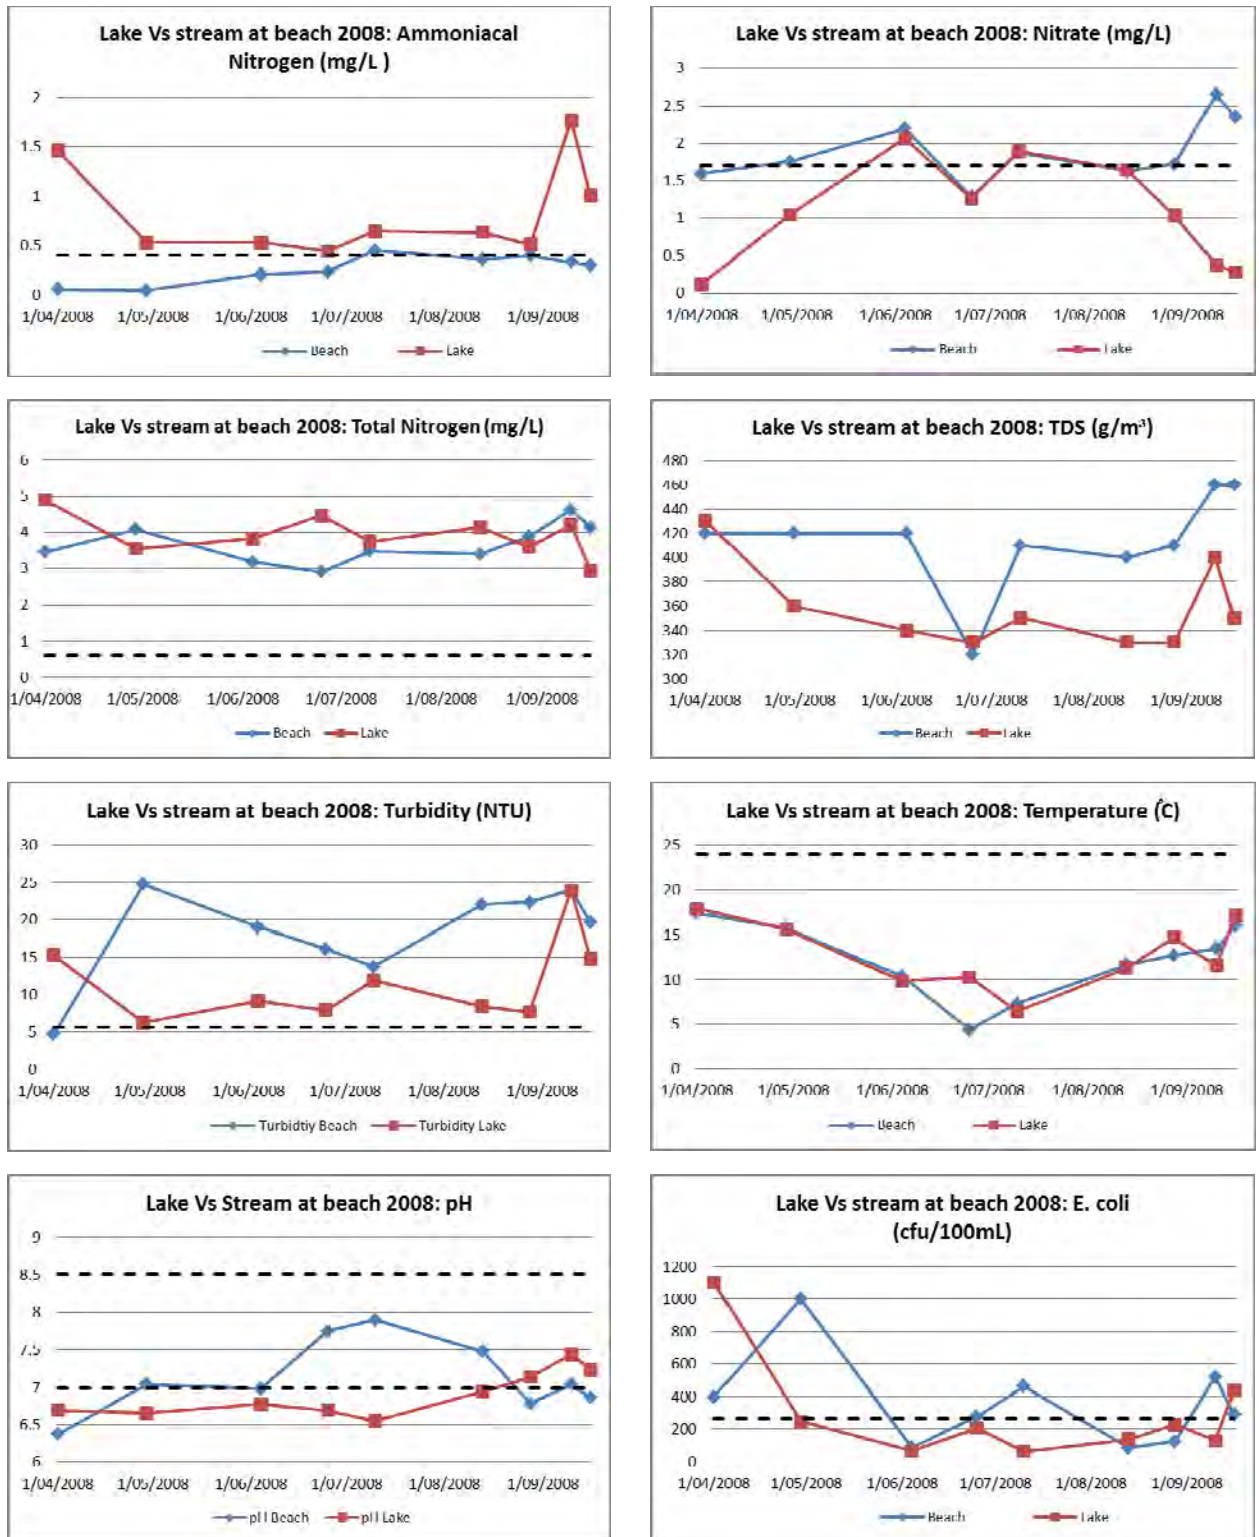 Lake Vs stream at beach 2008: Ammoniacal
Nitrogen (mg/L )
2
1.5
1
0.5
0
1/04/2008 1/05/2008 1/06/2008 1/07/2008 1/08/2008 1/09/2008
Beach Lake
Lake Vs stream at beach 2008: Nitrate (mg/L)
3
2.5
2
1.5
1
0.5
0
1/04/2008 1/05/2008 1/06/2008 1/07/2008 1/08/2008 1/09/2008
Beach Lake
Lake Vs stream at beach 2008: Total Nitrogen (mg/L)
6
5
4
3
2
1
0
1/04/2008 1/05/2008 1/06/2008 1/07/2008 1/08/2008 1/09/2008
Beach Lake
Lake Vs stream at beach 2008: TDS (g/m³)
480
460
440
420
400
380
360
340
320
300
1/04/2008 1/05/2008 1/06/2008 1/07/2008 1/08/2008 1/09/2008
Beach Lake
Lake Vs stream at beach 2008: Turbidity (NTU)
30
25
20
15
10
5
0
1/04/2008 1/05/2008 1/06/2008 1/07/2008 1/08/2008 1/09/2008
Turbidtiy Beach Turbidity Lake
Lake Vs stream at beach 2008: Temperature (°C)
25
20
15
10
5
0
1/04/2008 1/05/2008 1/06/2008 1/07/2008 1/08/2008 1/09/2008
Beach Lake
Lake Vs Stream at beach 2008: pH
9
8.5
8
7.5
7
6.5
6
1/04/2008 1/05/2008 1/06/2008 1/07/2008 1/08/2008 1/09/2008
pH Beach pH Lake
Lake Vs stream at beach 2008: E. coli
(cfu/100mL)
1200
1000
800
600
400
200
0
1/04/2008 1/05/2008 1/06/2008 1/07/2008 1/08/2008 1/09/2008
Beach Lake